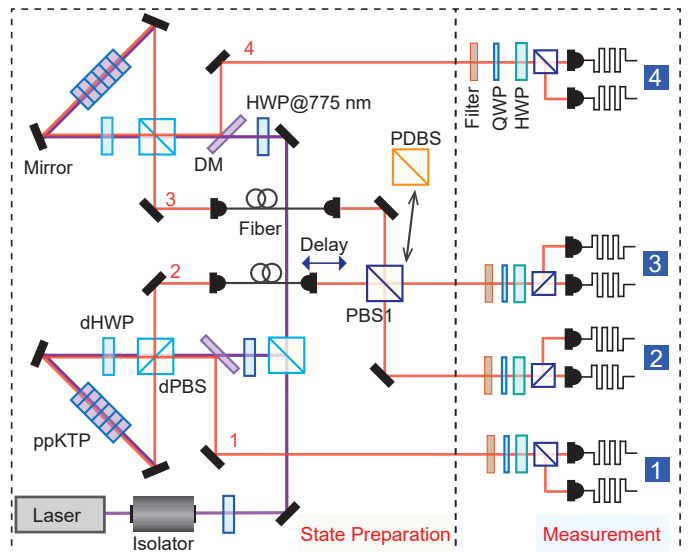 4
HWP@775 nm
Filter
QWP
HWP
4
Mirror
DM
PDBS
3
Fiber
Delay
2
3
PBS1
dHWP
dPBS
2
ppKTP
1
1
Laser
Isolator
State Preparation
Measurement